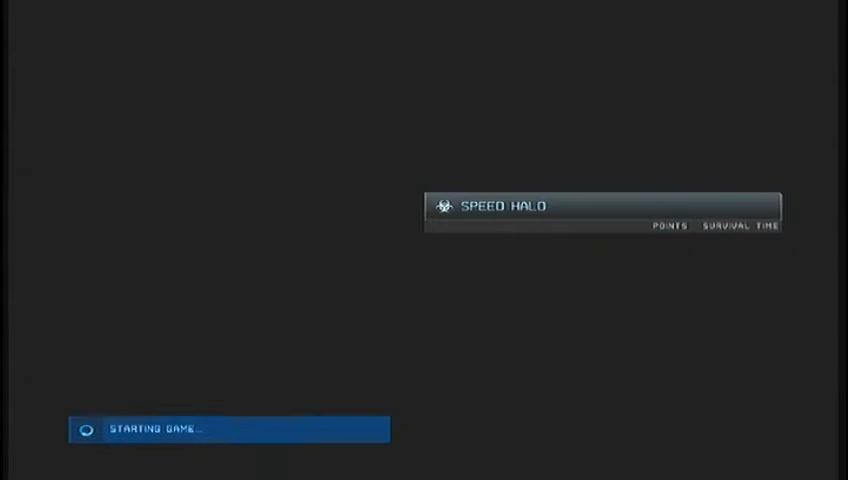 SPEED HALO
POINTS SURVIVAL TIME
STARTING GAME...